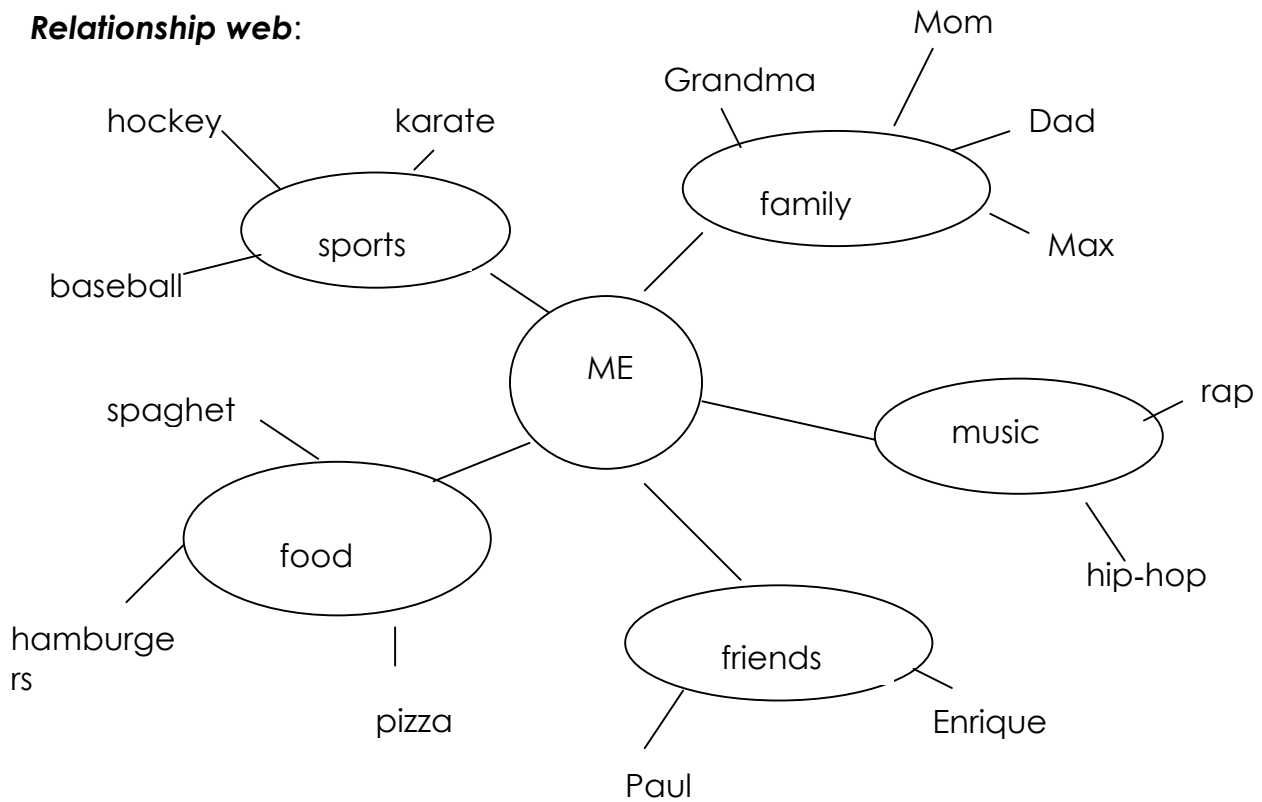 Relationship web:
Mom
Grandma
hockey
karate
Dad
family
sports
Max
baseball
ME
rap
spaghet
music
food
hip-hop
hamburge
rs
friends
pizza
Enrique
Paul